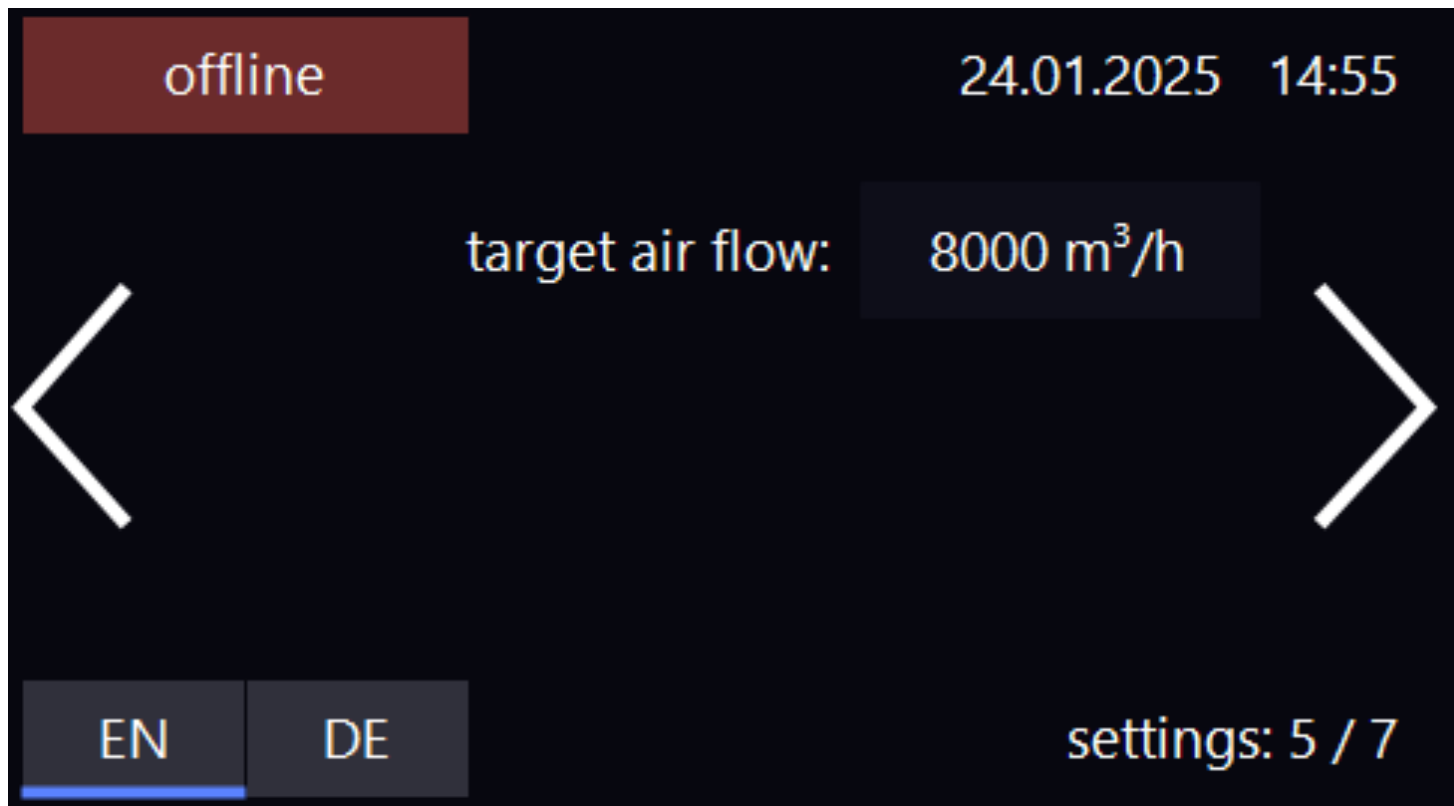 offline 24.01.2025 14:55
target air flow: 8000 m³/h
EN DE settings: 5 / 7